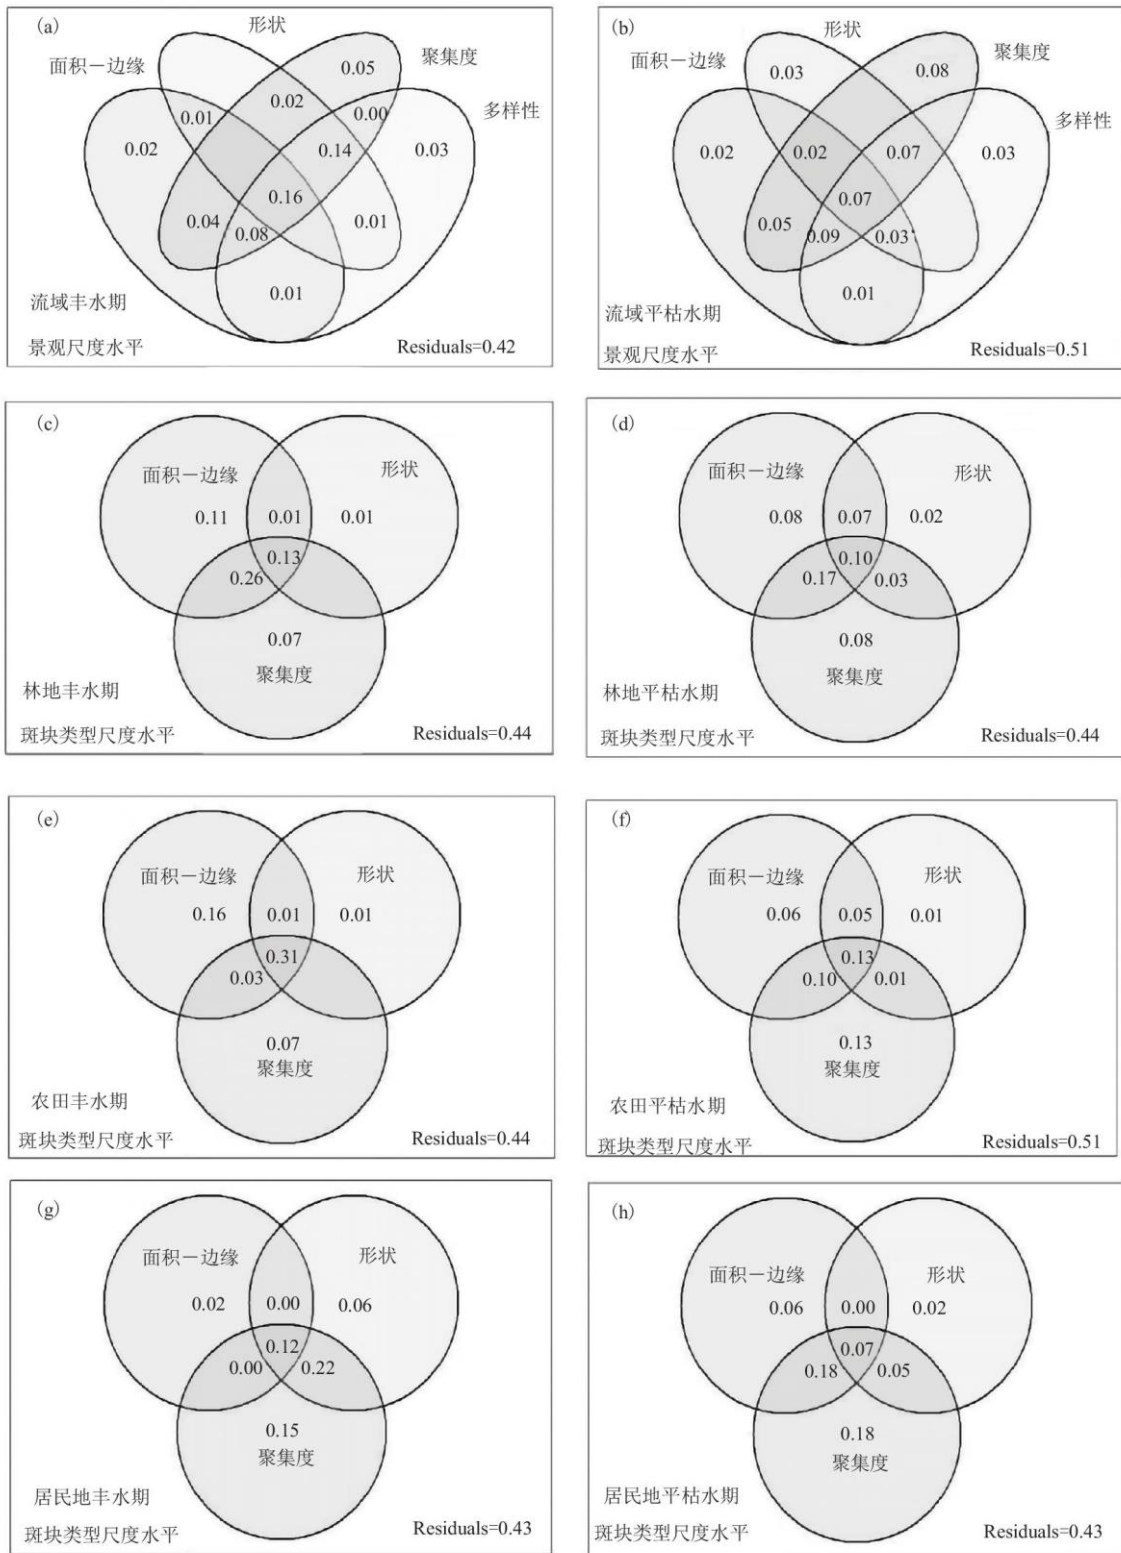 (a)
形状
面积－边缘
聚集度
多样性
0.05
0.02
0.01
0.00
0.02
0.14
0.03
0.16
0.04
0.08
0.01
0.01
流域丰水期
景观尺度水平
Residuals=0.42
(b)
形状
面积－边缘
聚集度
多样性
0.03
0.08
0.02
0.02
0.07
0.03
0.07
0.05
0.09
0.03
0.01
流域平枯水期
景观尺度水平
Residuals=0.51
(c)
面积－边缘
形状
0.11
0.01
0.01
0.13
0.26
0.07
聚集度
林地丰水期
斑块类型尺度水平
Residuals=0.44
(d)
面积－边缘
形状
0.08
0.07
0.02
0.10
0.17
0.03
0.08
聚集度
林地平枯水期
斑块类型尺度水平
Residuals=0.44
(e)
面积－边缘
形状
0.16
0.01
0.01
0.31
0.03
0.07
聚集度
农田丰水期
斑块类型尺度水平
Residuals=0.44
(f)
面积－边缘
形状
0.06
0.05
0.01
0.13
0.10
0.01
0.13
聚集度
农田平枯水期
斑块类型尺度水平
Residuals=0.51
(g)
面积－边缘
形状
0.02
0.00
0.06
0.12
0.00
0.22
0.15
聚集度
居民地丰水期
斑块类型尺度水平
Residuals=0.43
(h)
面积－边缘
形状
0.06
0.00
0.02
0.07
0.18
0.05
0.18
聚集度
居民地平枯水期
斑块类型尺度水平
Residuals=0.43